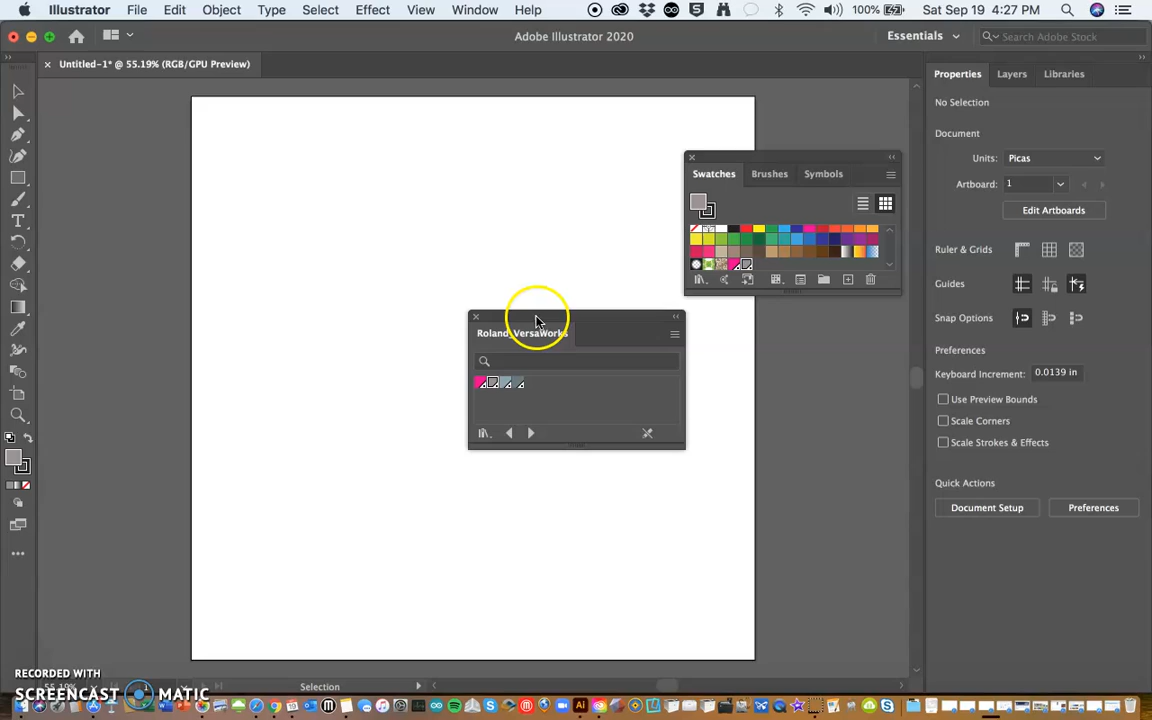 Illustrator File Edit Object Type Select Effect View Window Help 100% Sat Sep 19 4:27 PM
Adobe Illustrator 2020 Essentials Search Adobe Stock
× Untitled-1* @ 55.19% (RGB/GPU Preview)
Properties Layers Libraries
No Selection
Document
Units: Picas
Artboard: 1
Edit Artboards
Ruler & Grids
Guides
Snap Options
Preferences
Keyboard Increment: 0.0139 in
Use Preview Bounds
Scale Corners
Scale Strokes & Effects
Quick Actions
Document Setup Preferences
Swatches Brushes Symbols
Roland_VersaWorks
RECORDED WITH
SCREENCAST MATIC
55.19%
Selection